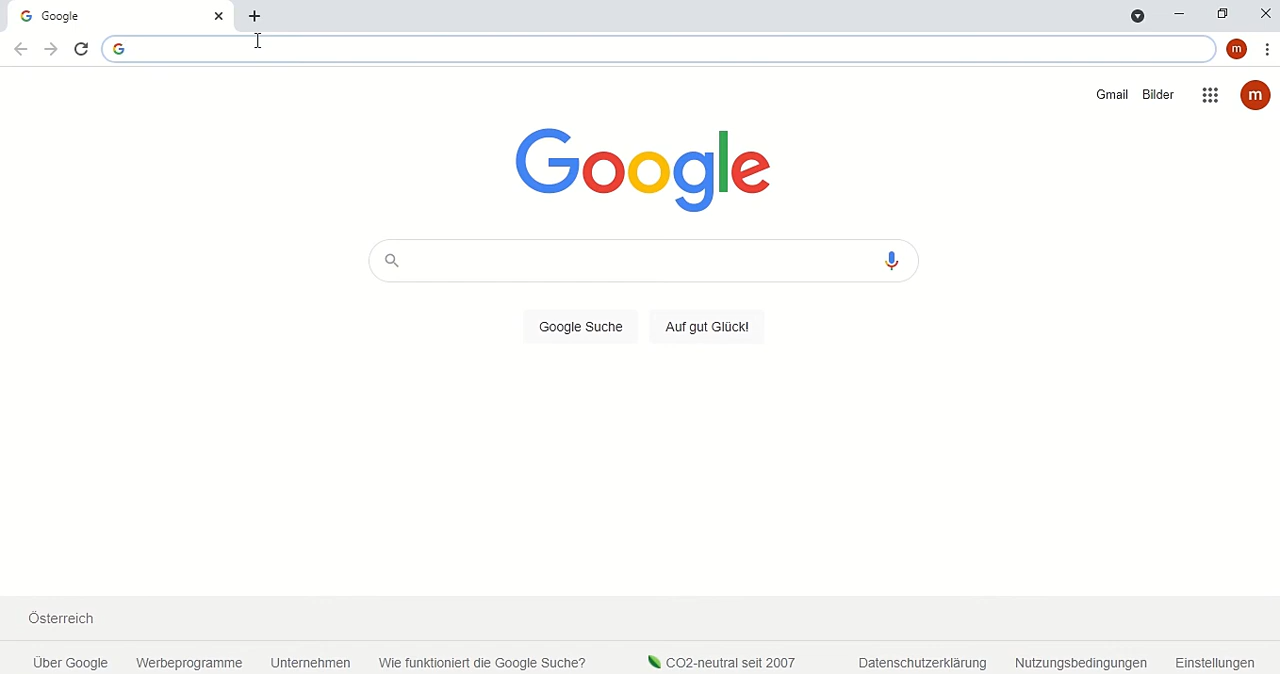 Google
m
Gmail Bilder
m
Google
Google Suche Auf gut Glück!
Österreich
Über Google Werbeprogramme Unternehmen Wie funktioniert die Google Suche? CO2-neutral seit 2007 Datenschutzerklärung Nutzungsbedingungen Einstellungen